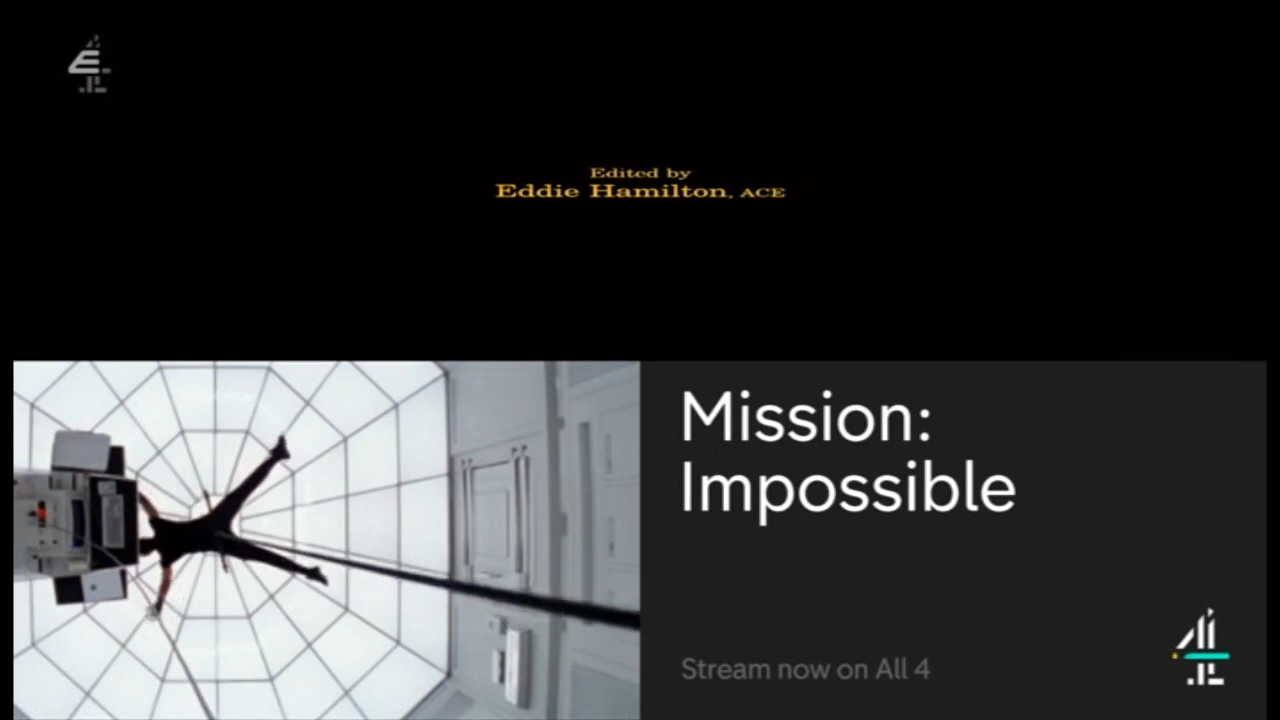 Edited by
Eddie Hamilton, ACE
Mission:
Impossible
Stream now on All 4